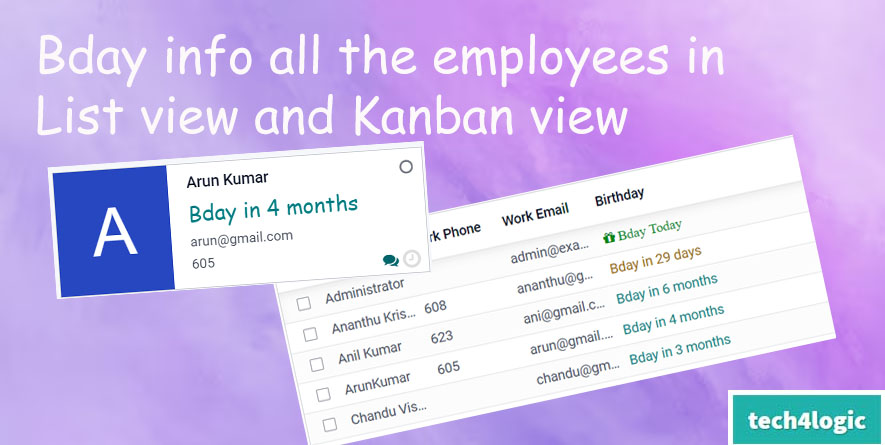 Bday info all the employees in
List view and Kanban view
A
Arun Kumar
Bday in 4 months
arun@gmail.com
605
rk Phone Work Email Birthday
Administrator admin@exa... Bday Today
Ananthu Kris... 608 ananthu@g... Bday in 29 days
Anil Kumar 623 ani@gmail.c... Bday in 6 months
ArunKumar 605 arun@gmail.... Bday in 4 months
Chandu Vis... chandu@gm... Bday in 3 months
tech4logic